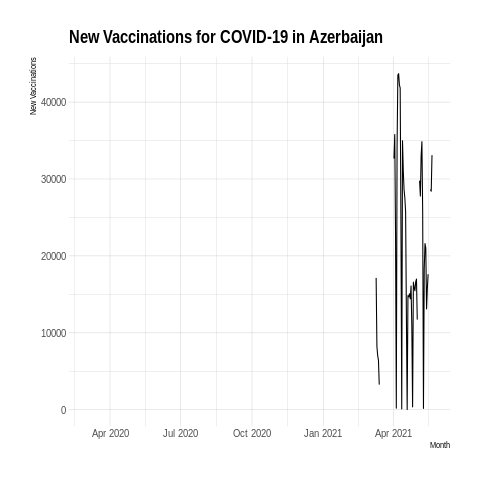 New Vaccinations for COVID-19 in Azerbaijan
New Vaccinations
40000
30000
20000
10000
0
Apr 2020 Jul 2020 Oct 2020 Jan 2021 Apr 2021
Month